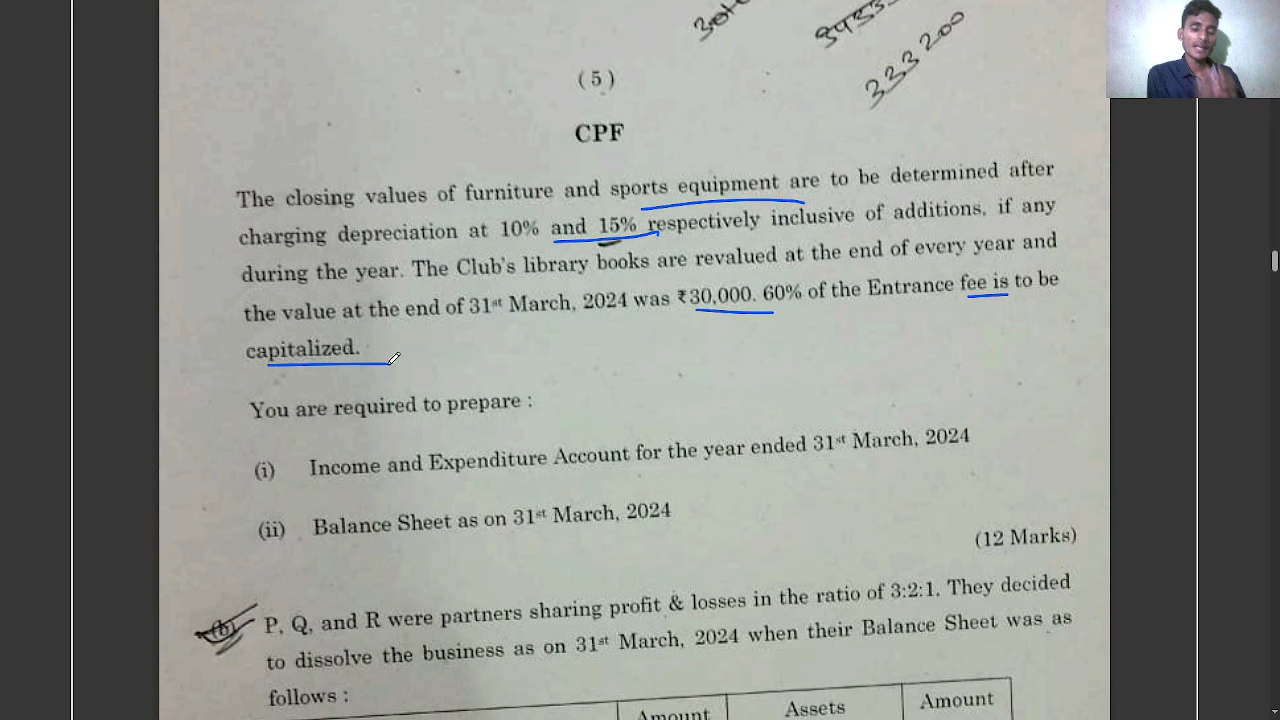 333200
(5)
CPF
The closing values of furniture and sports equipment are to be determined after
charging depreciation at 10% and 15% respectively inclusive of additions, if any
during the year. The Club's library books are revalued at the end of every year and
the value at the end of 31st March, 2024 was ₹30,000. 60% of the Entrance fee is to be
capitalized.
You are required to prepare :
(i) Income and Expenditure Account for the year ended 31st March, 2024
(ii) Balance Sheet as on 31st March, 2024
(12 Marks)
(b) P, Q, and R were partners sharing profit & losses in the ratio of 3:2:1. They decided
to dissolve the business as on 31st March, 2024 when their Balance Sheet was as
follows :
Amount Assets Amount